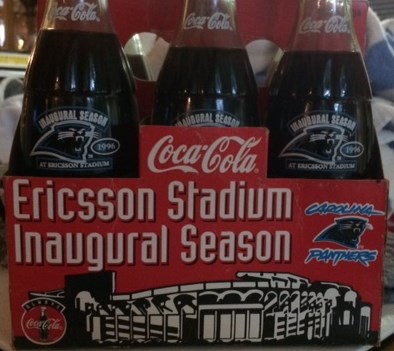 Coca-Cola
Coca-Cola
Coca-Cola
INAUGURAL SEASON
1996
AT ERICSSON STADIUM
INAUGURAL SEASON
INAUGURAL SEASON
1996
AT ERICSSON STADIUM
Coca-Cola
Ericsson Stadium
Inaugural Season
CAROLINA
PANTHERS
ALWAYS
Coca-Cola